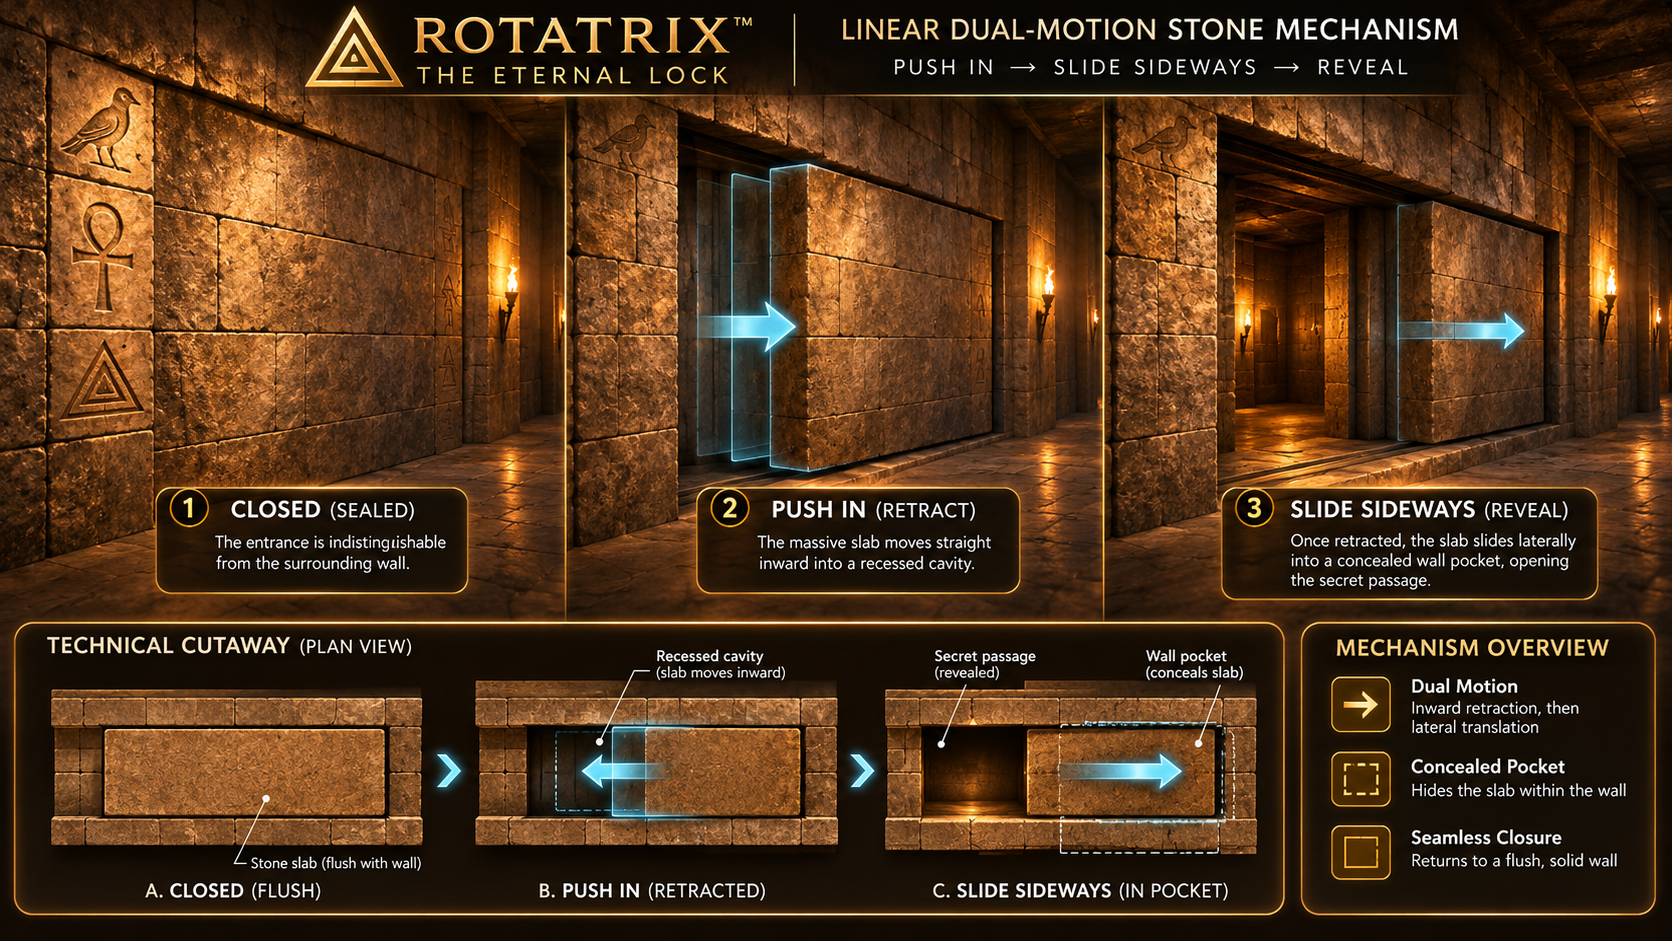 ROTATRIX™
THE ETERNAL LOCK
LINEAR DUAL-MOTION STONE MECHANISM
PUSH IN → SLIDE SIDEWAYS → REVEAL
1 CLOSED (SEALED)
The entrance is indistinguishable
from the surrounding wall.
2 PUSH IN (RETRACT)
The massive slab moves straight
inward into a recessed cavity.
3 SLIDE SIDEWAYS (REVEAL)
Once retracted, the slab slides laterally
into a concealed wall pocket, opening
the secret passage.
TECHNICAL CUTAWAY (PLAN VIEW)
Stone slab (flush with wall)
A. CLOSED (FLUSH)
Recessed cavity
(slab moves inward)
B. PUSH IN (RETRACTED)
Secret passage
(revealed)
Wall pocket
(conceals slab)
C. SLIDE SIDEWAYS (IN POCKET)
MECHANISM OVERVIEW
Dual Motion
Inward retraction, then
lateral translation
Concealed Pocket
Hides the slab within the wall
Seamless Closure
Returns to a flush, solid wall